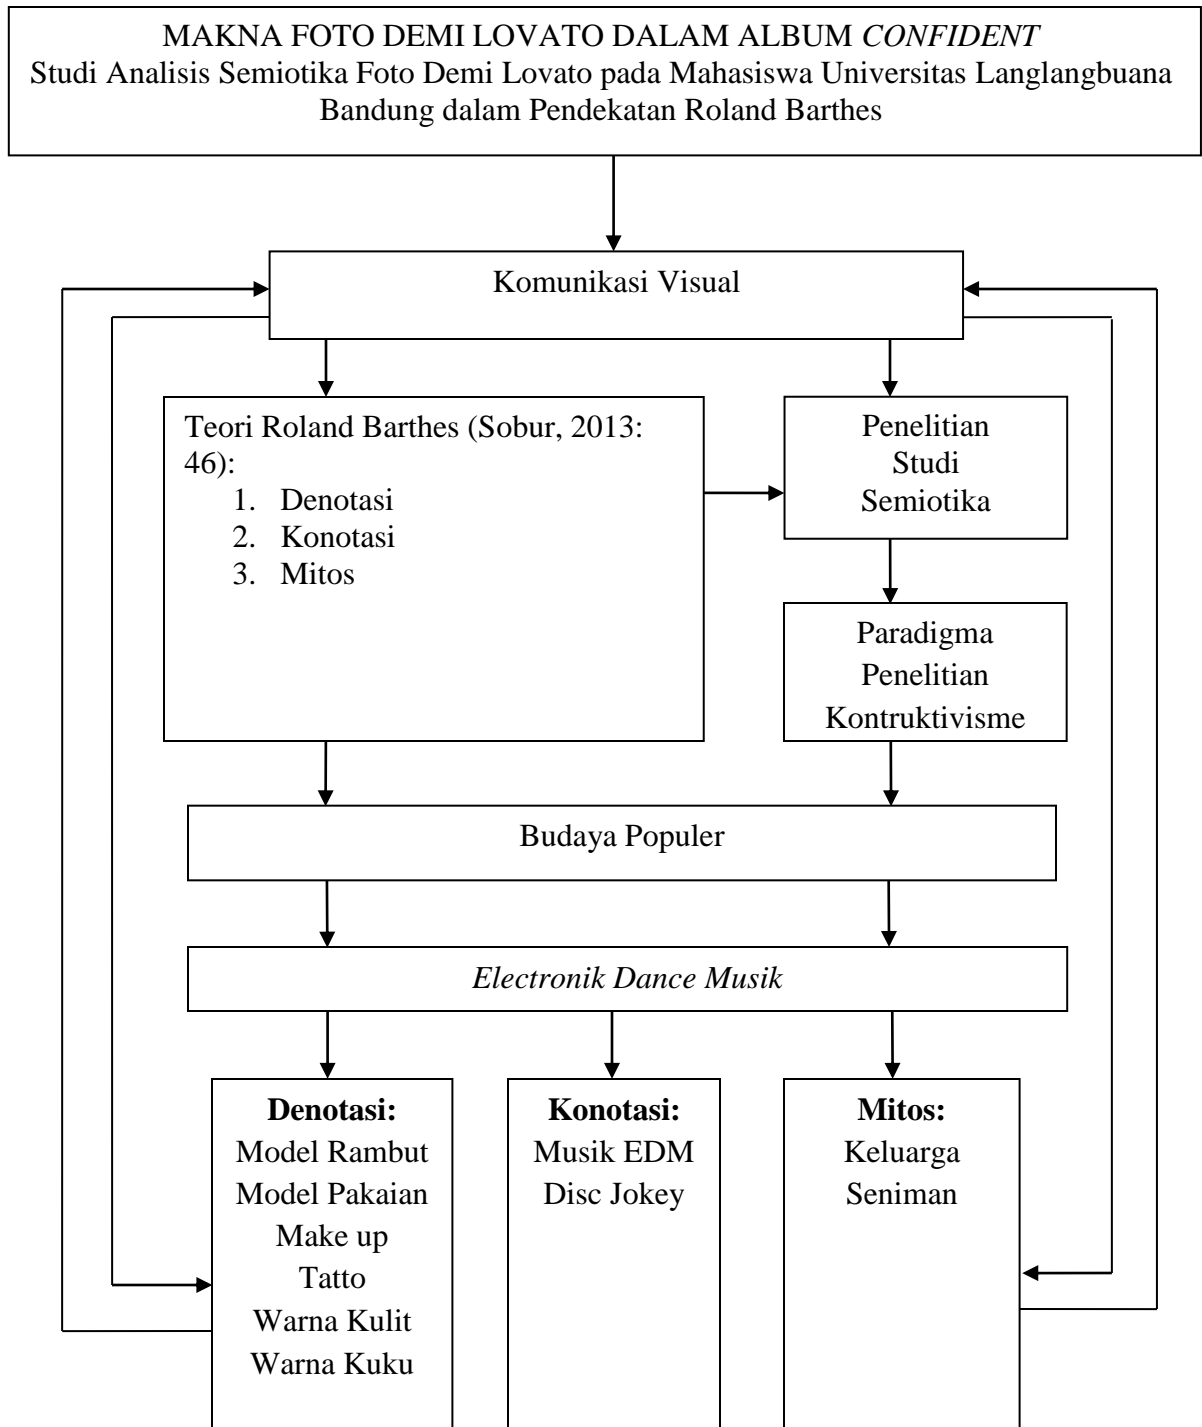 MAKNA FOTO DEMI LOVATO DALAM ALBUM CONFIDENT
Studi Analisis Semiotika Foto Demi Lovato pada Mahasiswa Universitas Langlangbuana
Bandung dalam Pendekatan Roland Barthes
Komunikasi Visual
Teori Roland Barthes (Sobur, 2013:
46):
1. Denotasi
2. Konotasi
3. Mitos
Penelitian
Studi
Semiotika
Paradigma
Penelitian
Kontruktivisme
Budaya Populer
Electronik Dance Musik
Denotasi:
Model Rambut
Model Pakaian
Make up
Tatto
Warna Kulit
Warna Kuku
Konotasi:
Musik EDM
Disc Jokey
Mitos:
Keluarga
Seniman